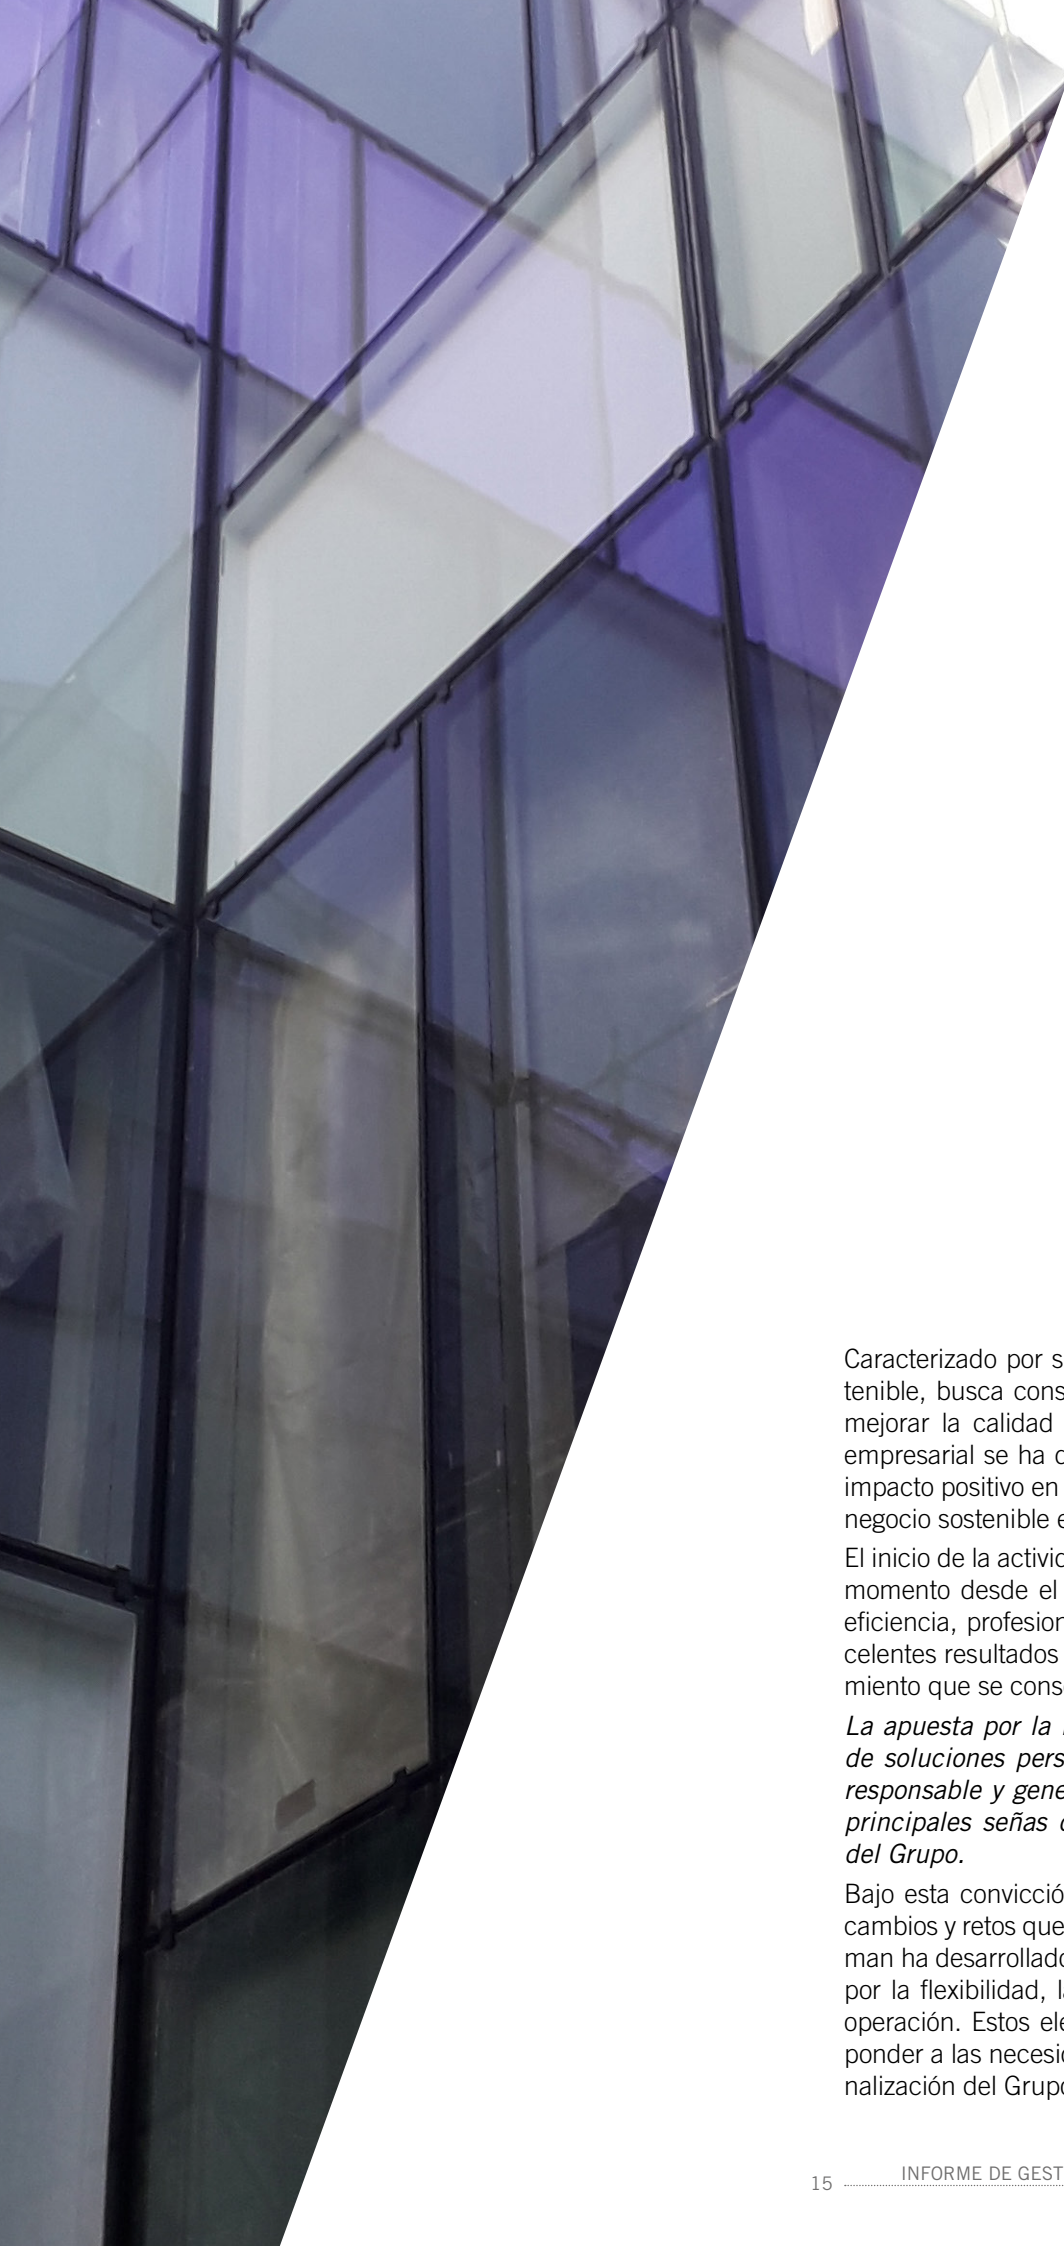 Caracterizado por s
tenible, busca cons
mejorar la calidad
empresarial se ha
impacto positivo en
negocio sostenible e
El inicio de la activid
momento desde el
eficiencia, profesion
celentes resultados
miento que se cons
La apuesta por la
de soluciones pers
responsable y gene
principales señas
del Grupo.
Bajo esta convicció
cambios y retos que
man ha desarrollado
por la flexibilidad, l
operación. Estos ele
ponder a las necesi
nalización del Grupo
15 INFORME DE GEST